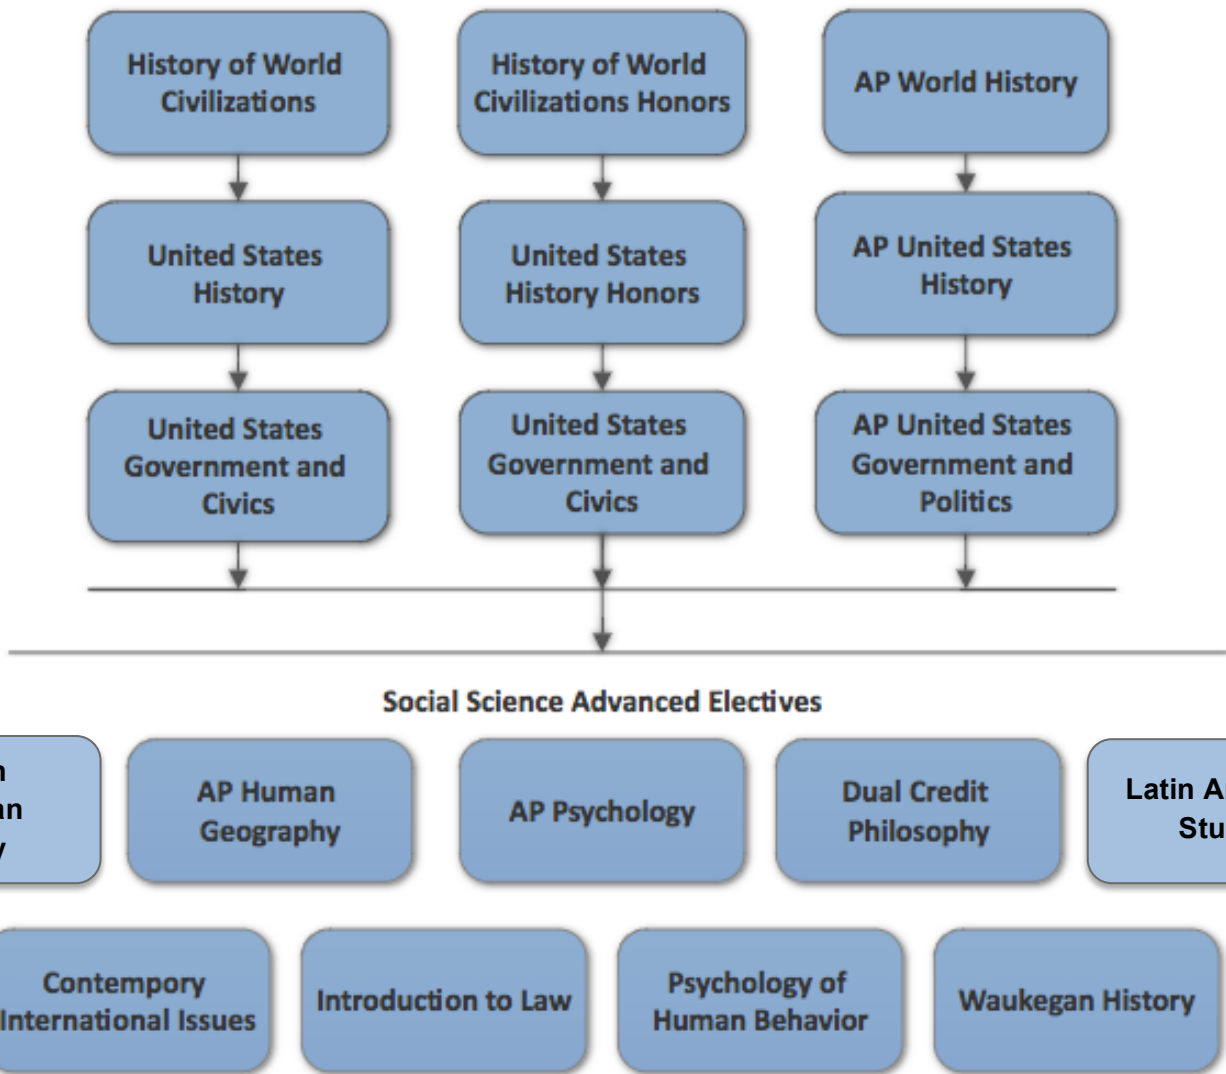 History of World
Civilizations
History of World
Civilizations Honors
AP World History
United States
History
United States
History Honors
AP United States
History
United States
Government and
Civics
United States
Government and
Civics
AP United States
Government and
Politics
Social Science Advanced Electives
AP Human
Geography
AP Psychology
Dual Credit
Philosophy
Latin
Contempory
International Issues
Introduction to Law
Psychology of
Human Behavior
Waukegan History